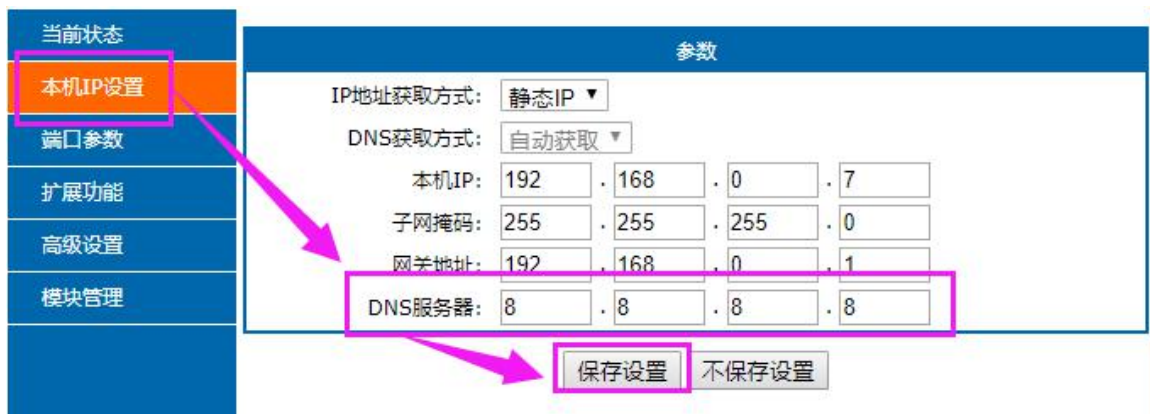 当前状态
本机IP设置
端口参数
扩展功能
高级设置
模块管理
参数
IP地址获取方式: 静态IP
DNS获取方式: 自动获取
本机IP: 192 . 168 . 0 . 7
子网掩码: 255 . 255 . 255 . 0
网关地址: 192 . 168 . 0 . 1
DNS服务器: 8 . 8 . 8 . 8
保存设置 不保存设置